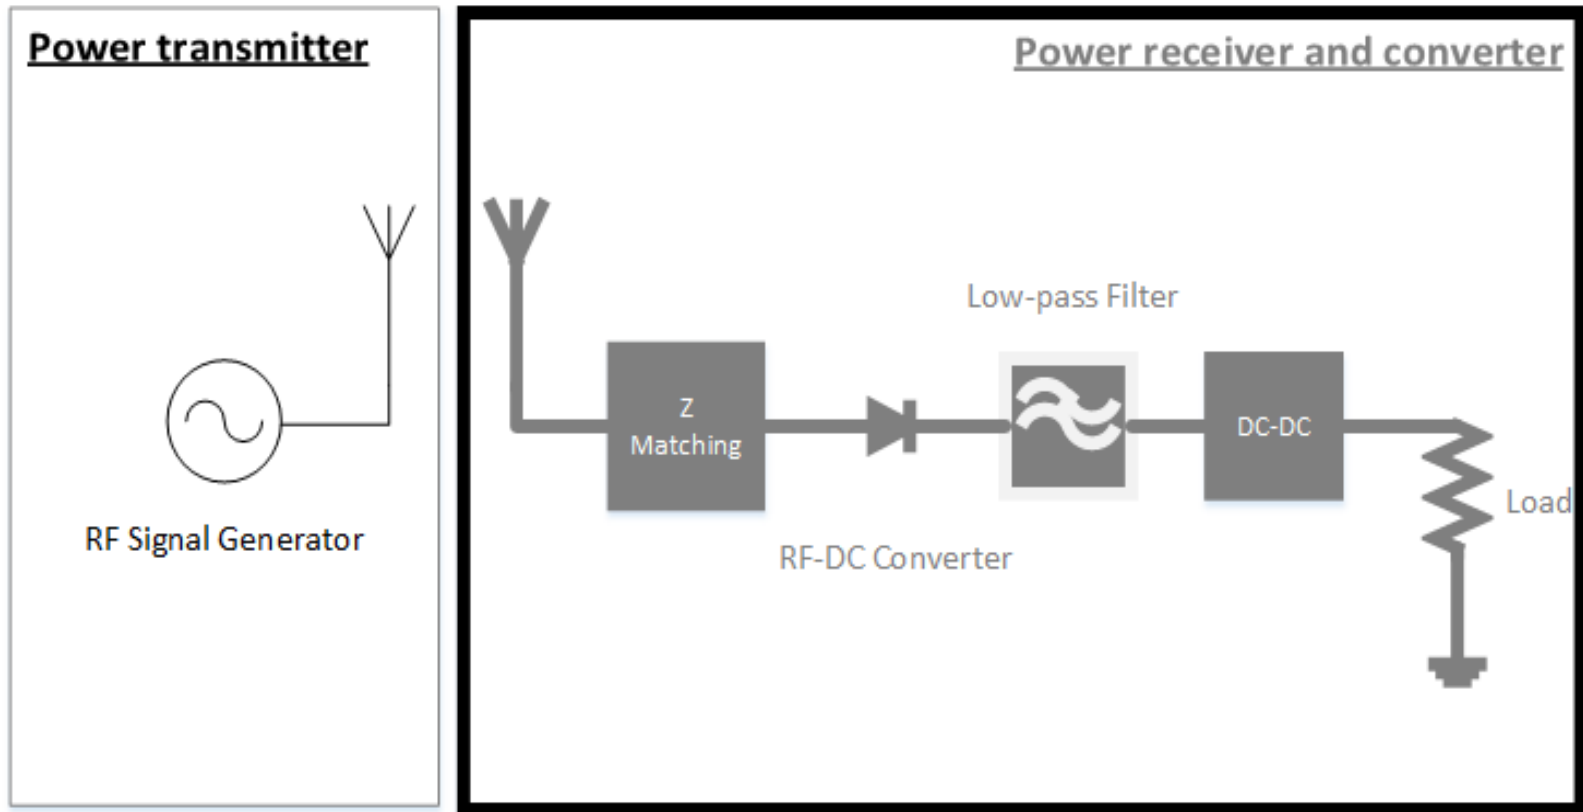 Power transmitter
Power receiver and converter
Low-pass Filter
Z
Matching
DC-DC
Load
RF Signal Generator
RF-DC Converter